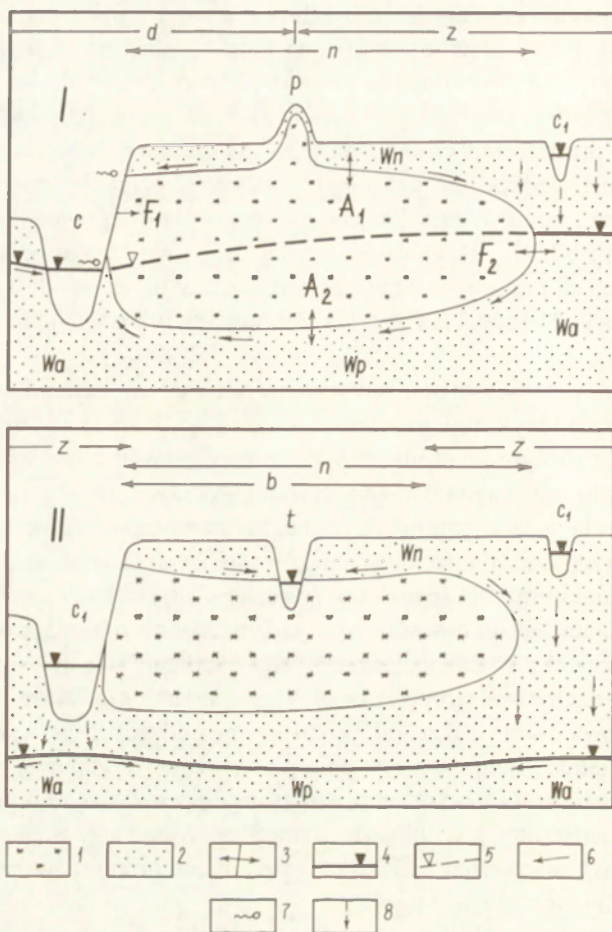 d z
n
p
I
c₁
Wn
A₁
c F₁
F₂
A₂
Wa Wp Wa
z z
n
b
II t c₁
Wn
c₁
Wa Wp Wa
1 2 3 4 5 6
7 8